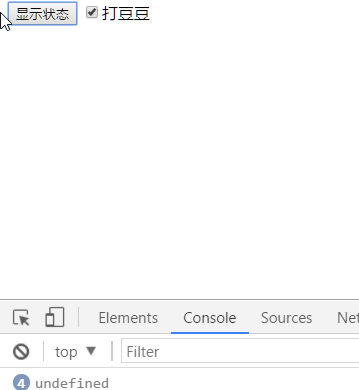 显示状态 打豆豆
Elements Console Sources Net
top ▼ Filter
4 undefined